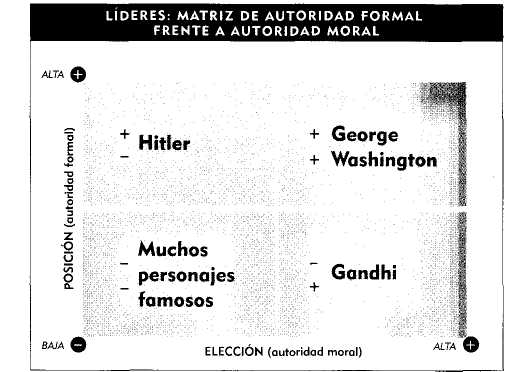 LÍDERES: MATRIZ DE AUTORIDAD FORMAL
FRENTE A AUTORIDAD MORAL
ALTA +
POSICIÓN (autoridad formal)
+ Hitler
−
+ George
+ Washington
− Muchos
− personajes
famosos
− Gandhi
+
BAJA −
ELECCIÓN (autoridad moral)
ALTA +